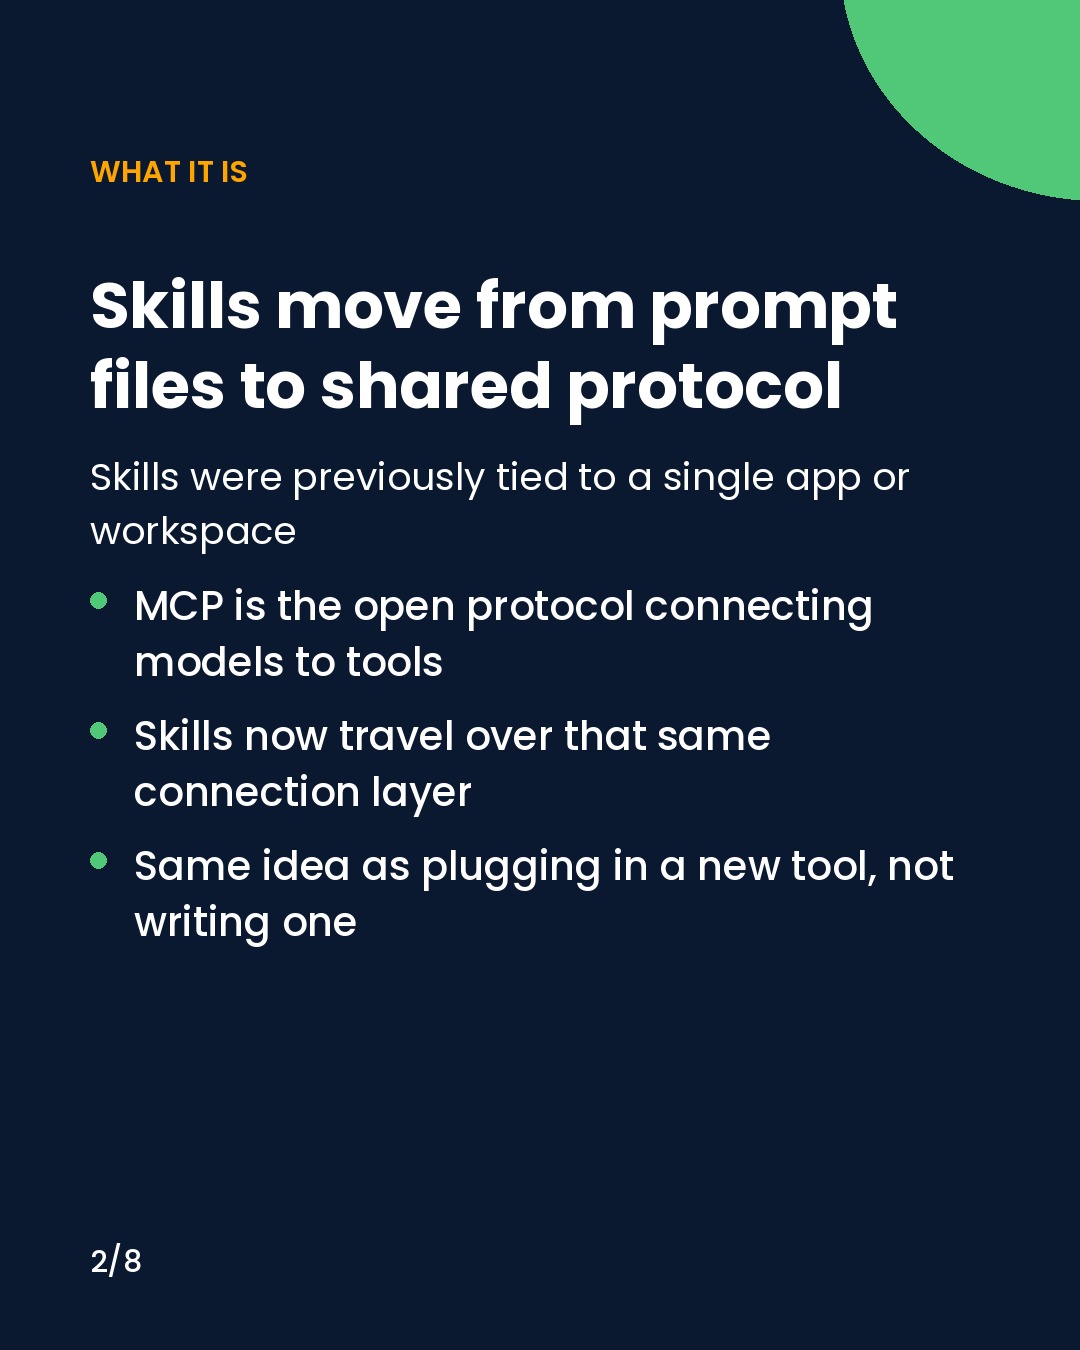 WHAT IT IS
Skills move from prompt
files to shared protocol
Skills were previously tied to a single app or
workspace
MCP is the open protocol connecting
models to tools
Skills now travel over that same
connection layer
Same idea as plugging in a new tool, not
writing one
2/8